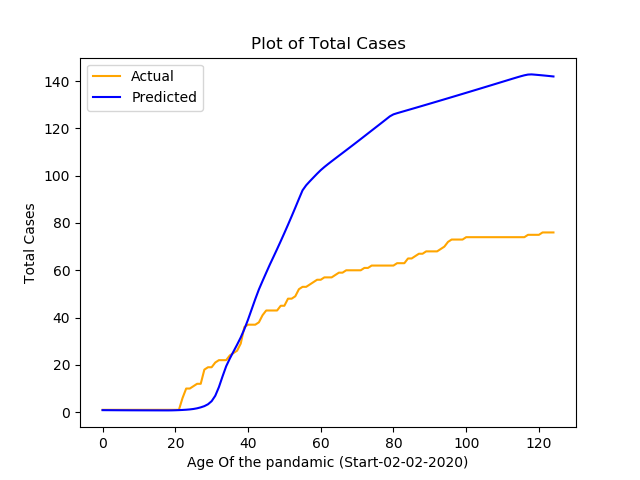 Plot of Total Cases
Actual
Predicted
140
120
100
80
60
40
20
0
Total Cases
0 20 40 60 80 100 120
Age Of the pandamic (Start-02-02-2020)